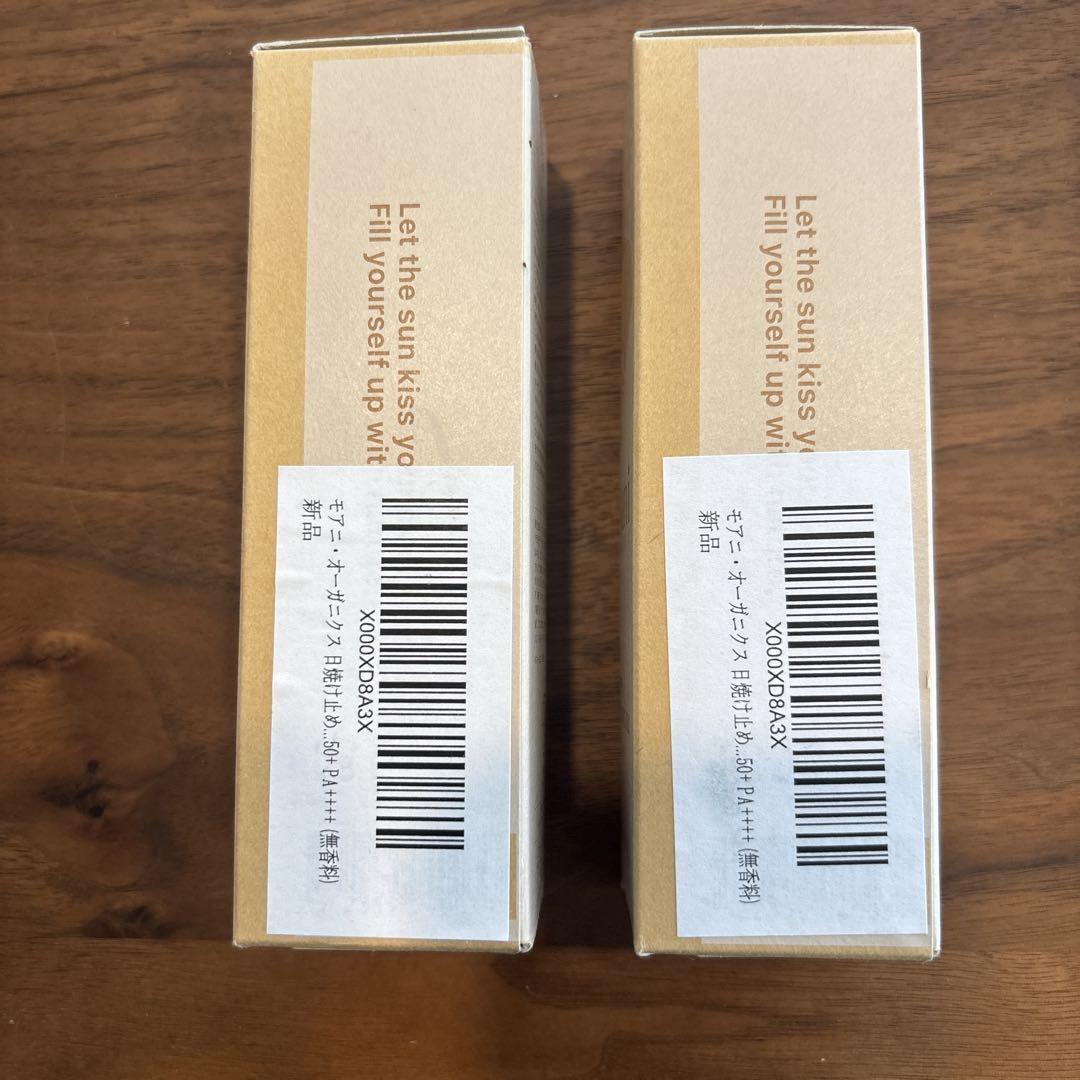 Let the sun kiss yo
Fill yourself up wit
X000XD8A3X
モアニ・オーガニクス 日焼け止め...50+ PA++++ (無香料)
新品
Let the sun kiss yo
Fill yourself up wit
X000XD8A3X
モアニ・オーガニクス 日焼け止め...50+ PA++++ (無香料)
新品